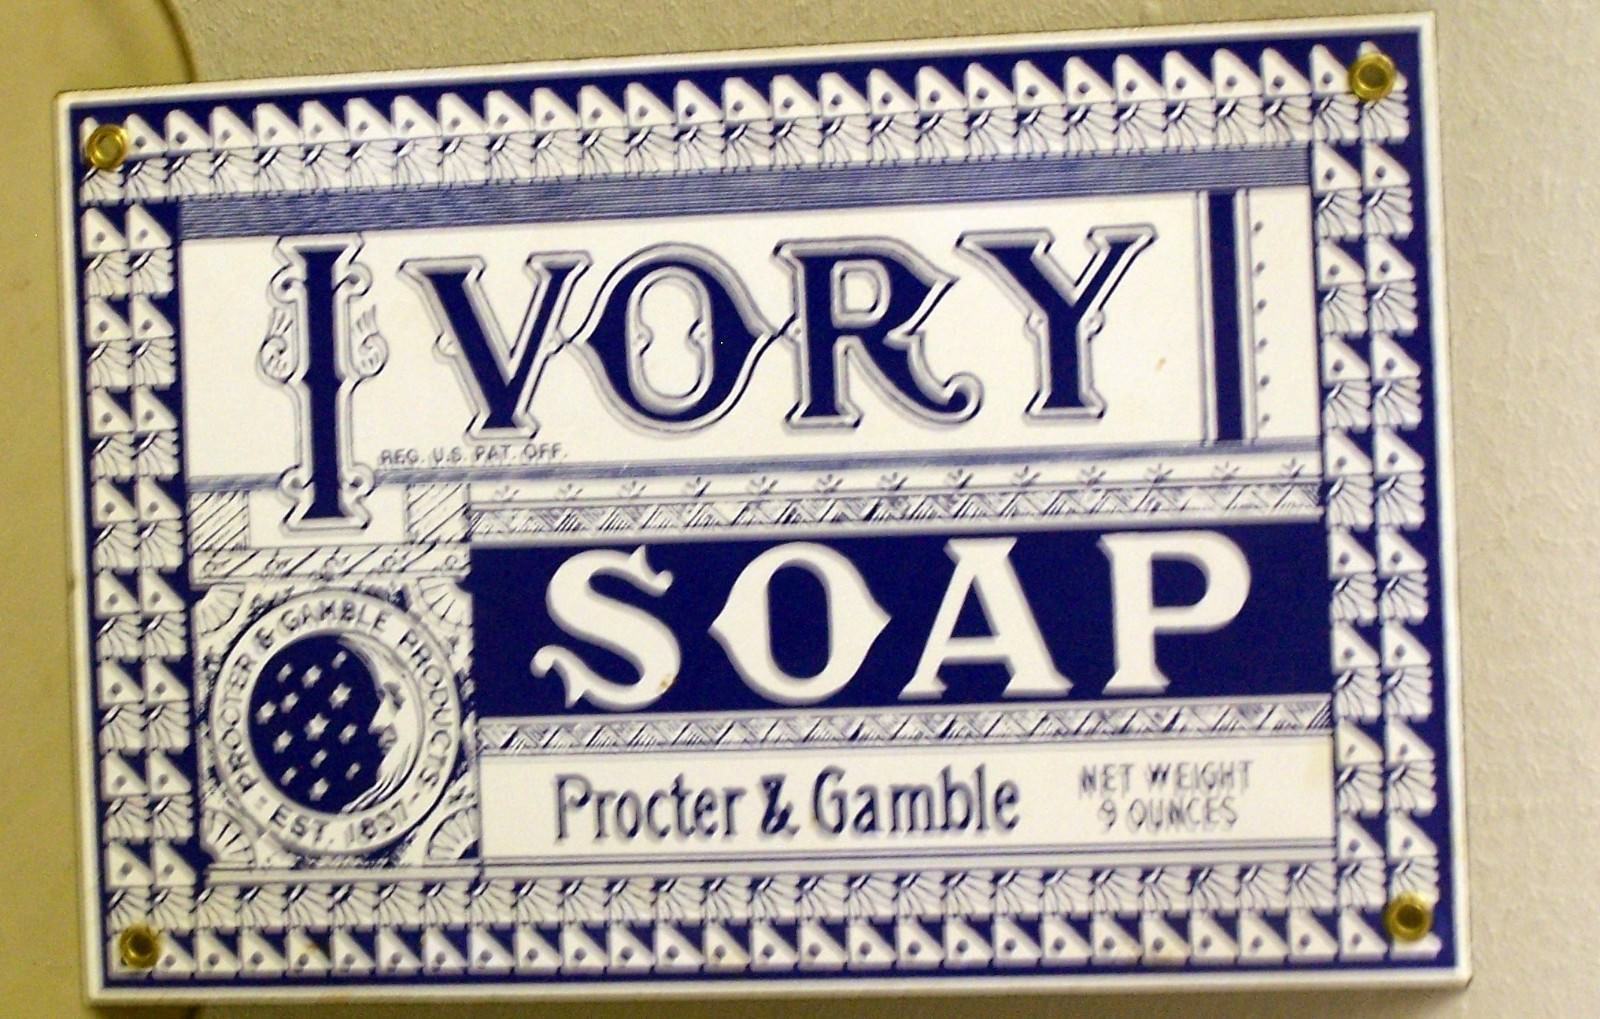 IVORY
REG. U.S. PAT. OFF.
SOAP
PROCTER & GAMBLE PRODUCTS
EST. 1837
Procter & Gamble
NET WEIGHT
9 OUNCES